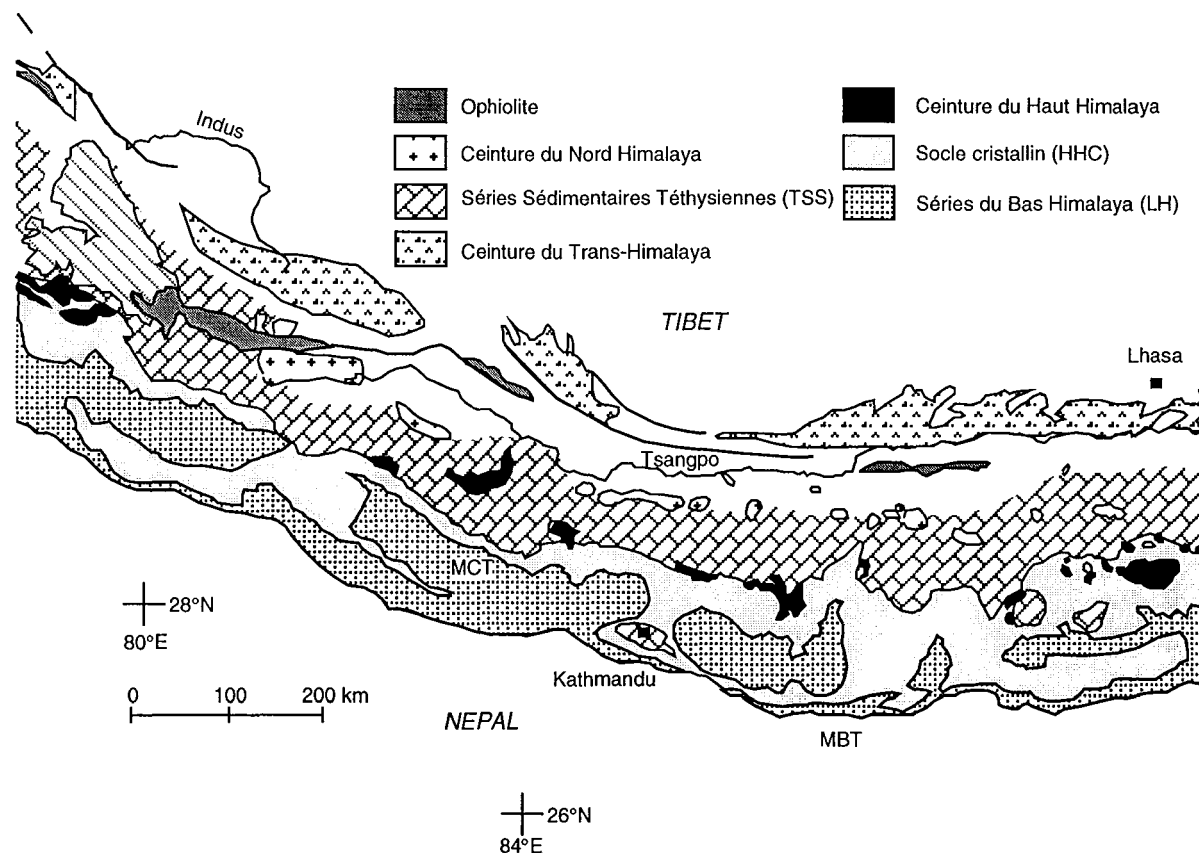 Indus
Ophiolite
Ceinture du Nord Himalaya
Séries Sédimentaires Téthysiennes (TSS)
Ceinture du Trans-Himalaya
Ceinture du Haut Himalaya
Socle cristallin (HHC)
Séries du Bas Himalaya (LH)
TIBET
Lhasa
Tsangpo
MCT
28°N
80°E
Kathmandu
0 100 200 km
NEPAL
MBT
26°N
84°E